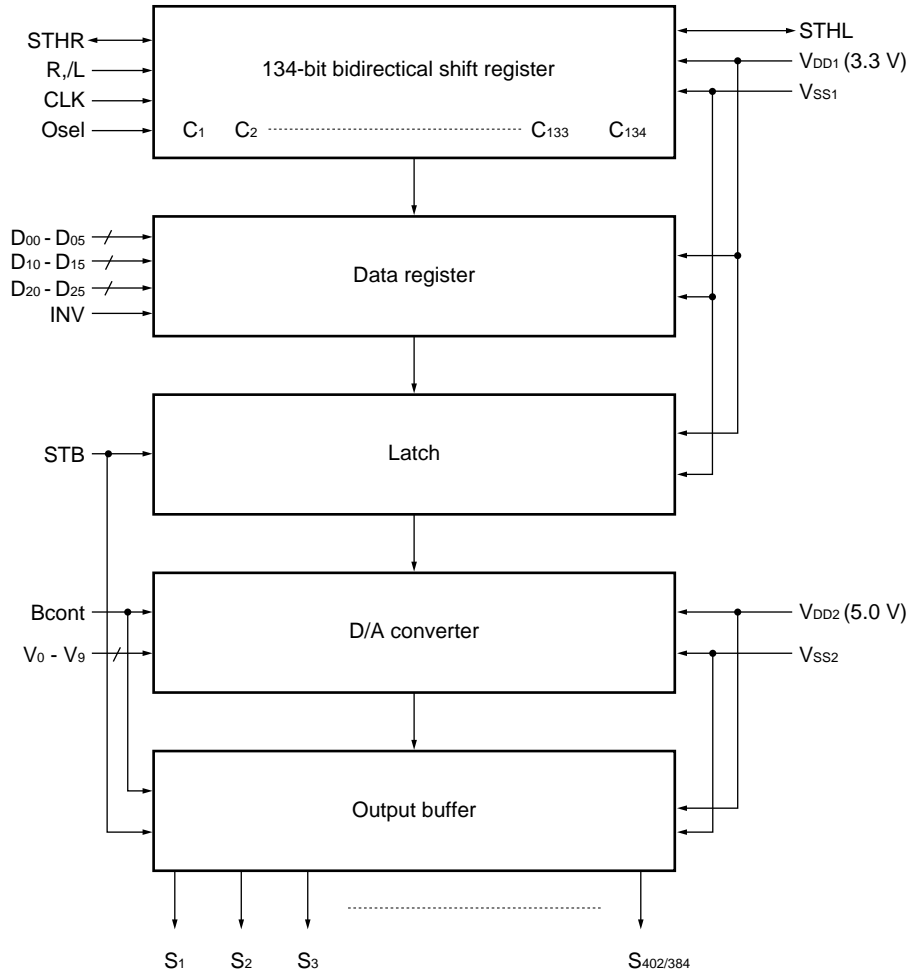 STHR
R,/L
CLK
Osel
134-bit bidirectical shift register
C1 C2 C133 C134
STHL
VDD1 (3.3 V)
VSS1
D00 - D05
D10 - D15
D20 - D25
INV
Data register
STB
Latch
Bcont
V0 - V9
D/A converter
VDD2 (5.0 V)
VSS2
Output buffer
S1 S2 S3 S402/384